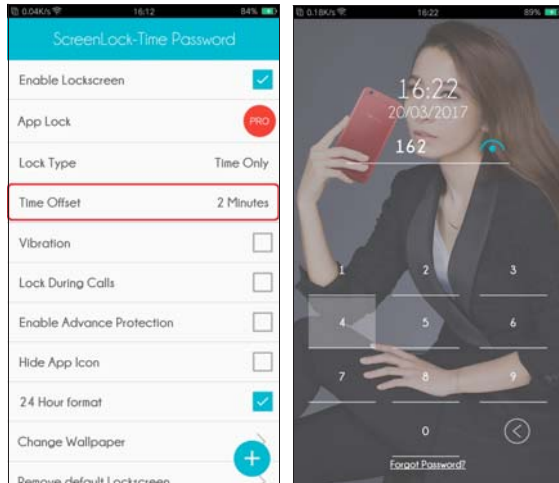 0.04K/s 16:12 84%
ScreenLock-Time Password
Enable Lockscreen
App Lock PRO
Lock Type Time Only
Time Offset 2 Minutes
Vibration
Lock During Calls
Enable Advance Protection
Hide App Icon
24 Hour format
Change Wallpaper
+
Remove default Lockscreen
0.18K/s 16:22 89%
16:22
20/03/2017
162
1 2 3
4 5 6
7 8 9
0
Forgot Password?